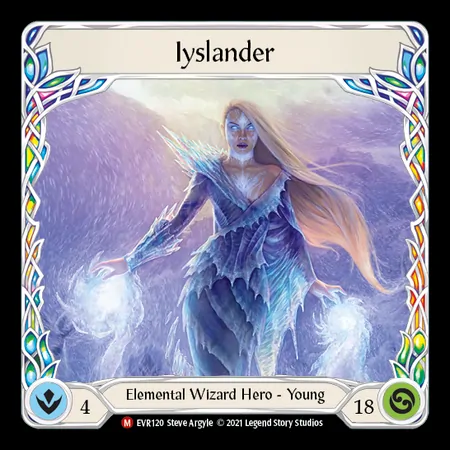 Iyslander
Elemental Wizard Hero - Young
4
18
M EVR120 Steve Argyle © 2021 Legend Story Studios